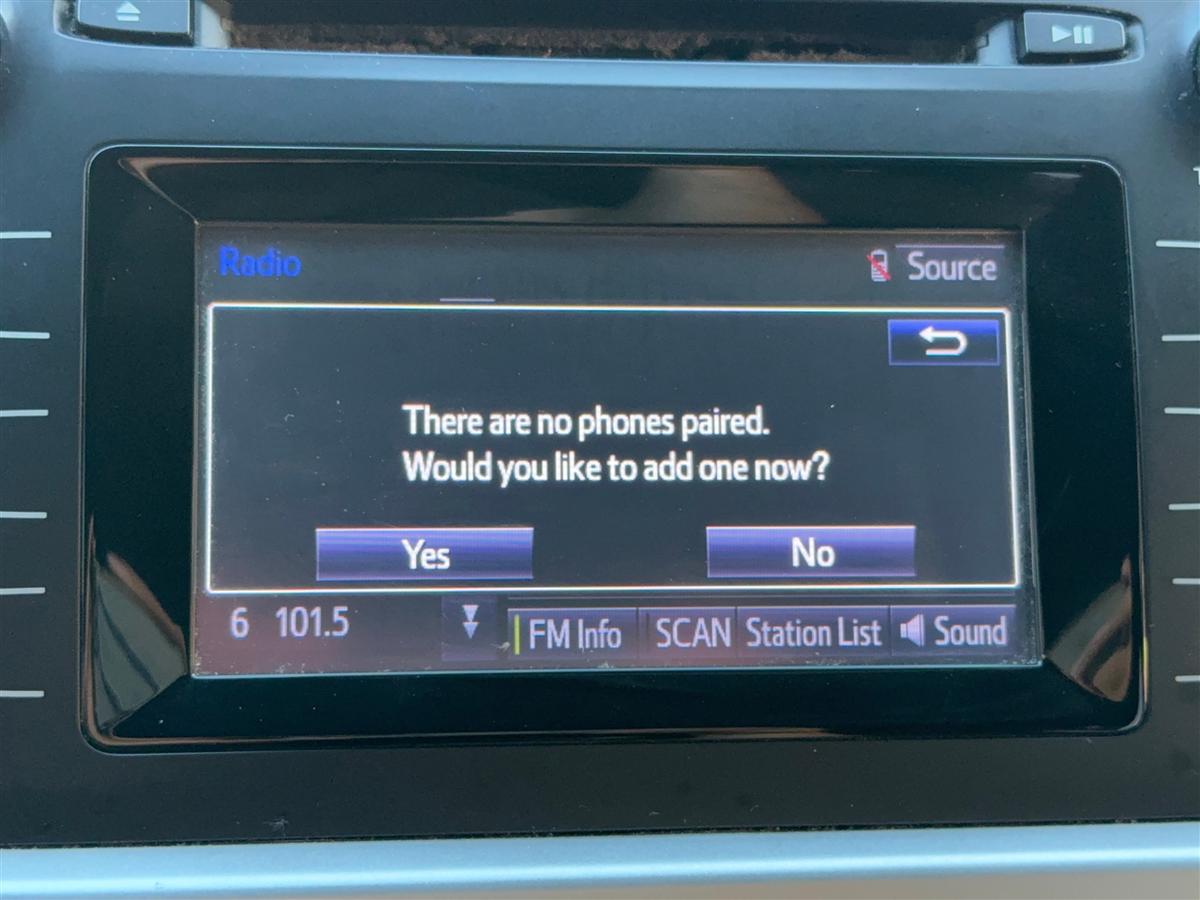 Radio
Source
There are no phones paired.
Would you like to add one now?
Yes
No
6 101.5
FM Info
SCAN
Station List
Sound